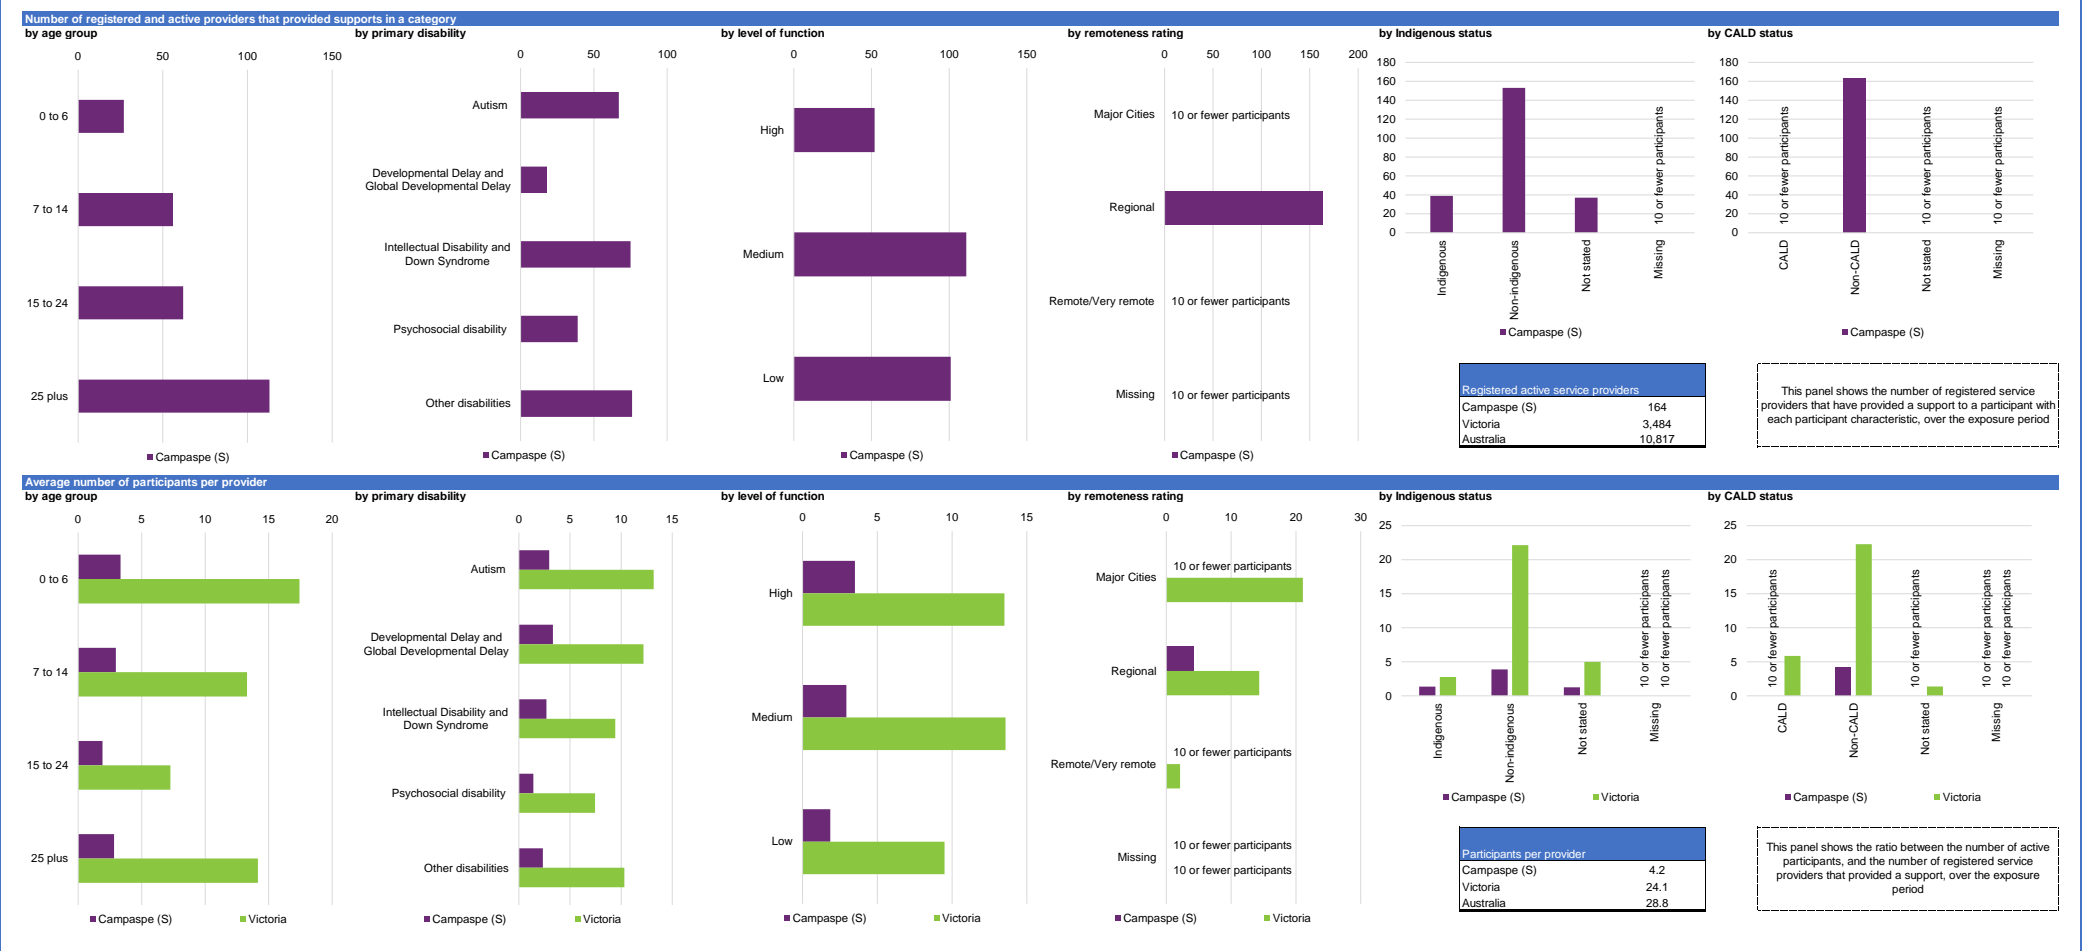 Number of registered and active providers that provided supports in a category
by age group
0 50 100 150
0 to 6
7 to 14
15 to 24
25 plus
Campaspe (S)
by primary disability
0 50 100
Autism
Developmental Delay and
Global Developmental Delay
Intellectual Disability and
Down Syndrome
Psychosocial disability
Other disabilities
Campaspe (S)
by level of function
0 50 100 150
High
Medium
Low
Campaspe (S)
by remoteness rating
0 50 100 150 200
Major Cities 10 or fewer participants
Regional
Remote/Very remote 10 or fewer participants
Missing 10 or fewer participants
Campaspe (S)
by Indigenous status
180
160
140
120
100
80
60
40
20
0
10 or fewer participants
Indigenous
Non-indigenous
Not stated
Missing
Campaspe (S)
by CALD status
180
160
140
120
100
80
60
40
20
0
10 or fewer participants
10 or fewer participants
10 or fewer participants
CALD
Non-CALD
Not stated
Missing
Campaspe (S)
Registered active service providers
Campaspe (S) 164
Victoria 3,484
Australia 10,817
This panel shows the number of registered service
providers that have provided a support to a participant with
each participant characteristic, over the exposure period
Average number of participants per provider
by age group
0 5 10 15 20
0 to 6
7 to 14
15 to 24
25 plus
Campaspe (S) Victoria
by primary disability
0 5 10 15
Autism
Developmental Delay and
Global Developmental Delay
Intellectual Disability and
Down Syndrome
Psychosocial disability
Other disabilities
Campaspe (S) Victoria
by level of function
0 5 10 15
High
Medium
Low
Campaspe (S) Victoria
by remoteness rating
0 10 20 30
10 or fewer participants
Major Cities
Regional
10 or fewer participants
Remote/Very remote
10 or fewer participants
Missing
10 or fewer participants
Campaspe (S) Victoria
by Indigenous status
25
20
15
10
5
0
10 or fewer participants
10 or fewer participants
Indigenous
Non-indigenous
Not stated
Missing
Campaspe (S) Victoria
by CALD status
25
20
15
10
5
0
10 or fewer participants
10 or fewer participants
10 or fewer participants
10 or fewer participants
CALD
Non-CALD
Not stated
Missing
Campaspe (S) Victoria
Participants per provider
Campaspe (S) 4.2
Victoria 24.1
Australia 28.8
This panel shows the ratio between the number of active
participants, and the number of registered service
providers that provided a support, over the exposure
period